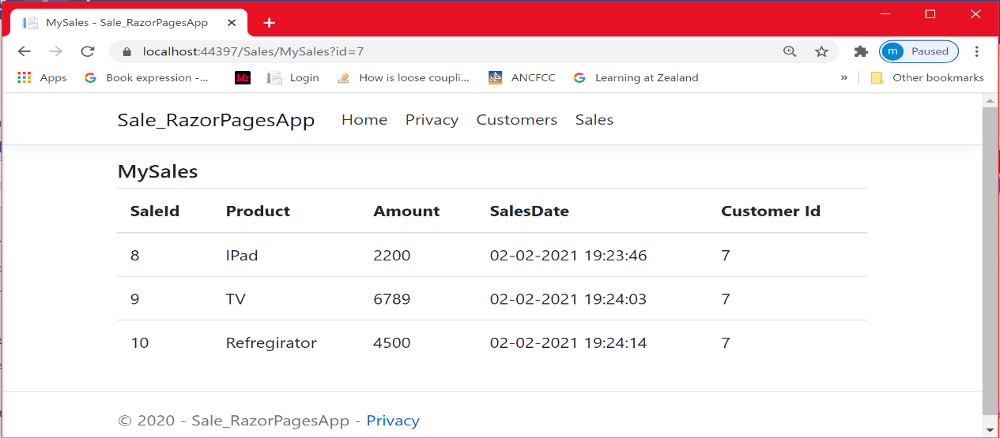 MySales - Sale_RazorPagesApp
localhost:44397/Sales/MySales?id=7
m Paused
Apps Book expression -... Mr Login How is loose coupli... ANCFCC Learning at Zealand » Other bookmarks
Sale_RazorPagesApp Home Privacy Customers Sales
MySales
SaleId Product Amount SalesDate Customer Id
8 IPad 2200 02-02-2021 19:23:46 7
9 TV 6789 02-02-2021 19:24:03 7
10 Refregirator 4500 02-02-2021 19:24:14 7
© 2020 - Sale_RazorPagesApp - Privacy